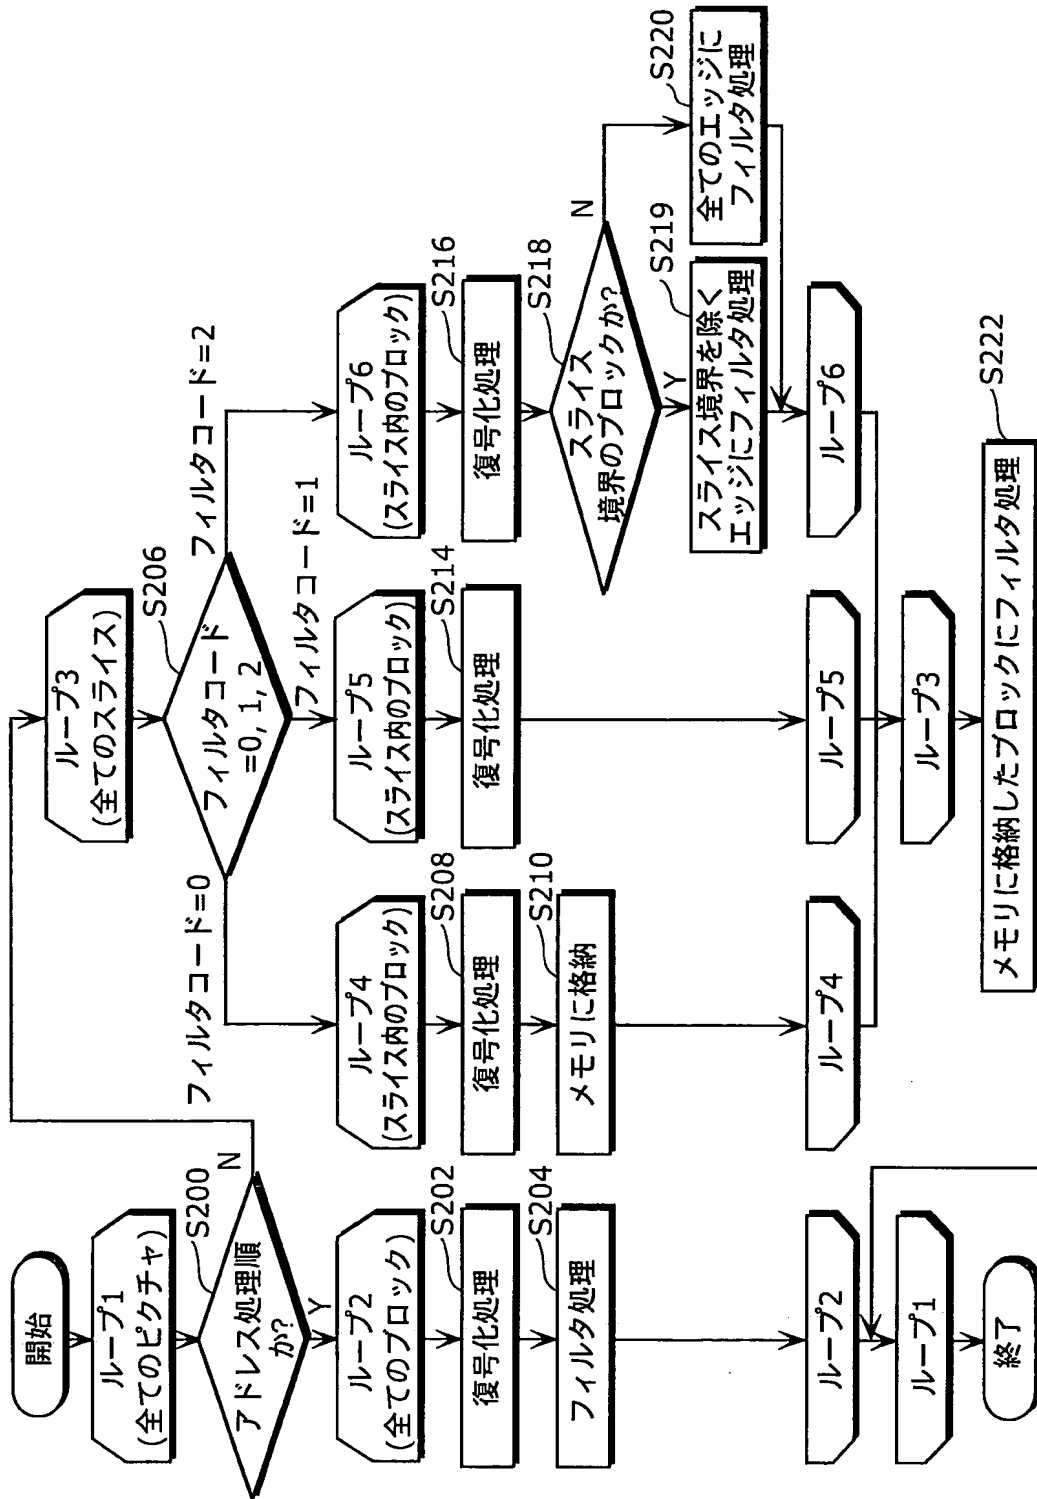 開始
ループ1
(全てのピクチャ)
S200
アドレス処理順
か?
N
Y
ループ2
(全てのブロック)
S202
復号化処理
S204
フィルタ処理
ループ2
ループ1
終了
ループ3
(全てのスライス)
S206
フィルタコード
=0, 1, 2
フィルタコード=0
フィルタコード=1
フィルタコード=2
ループ4
(スライス内のブロック)
S208
復号化処理
S210
メモリに格納
ループ4
ループ5
(スライス内のブロック)
S214
復号化処理
ループ5
ループ6
(スライス内のブロック)
S216
復号化処理
S218
スライス
境界のブロックか?
N
Y
S219
スライス境界を除く
エッジにフィルタ処理
S220
全てのエッジに
フィルタ処理
ループ6
ループ3
S222
メモリに格納したブロックにフィルタ処理